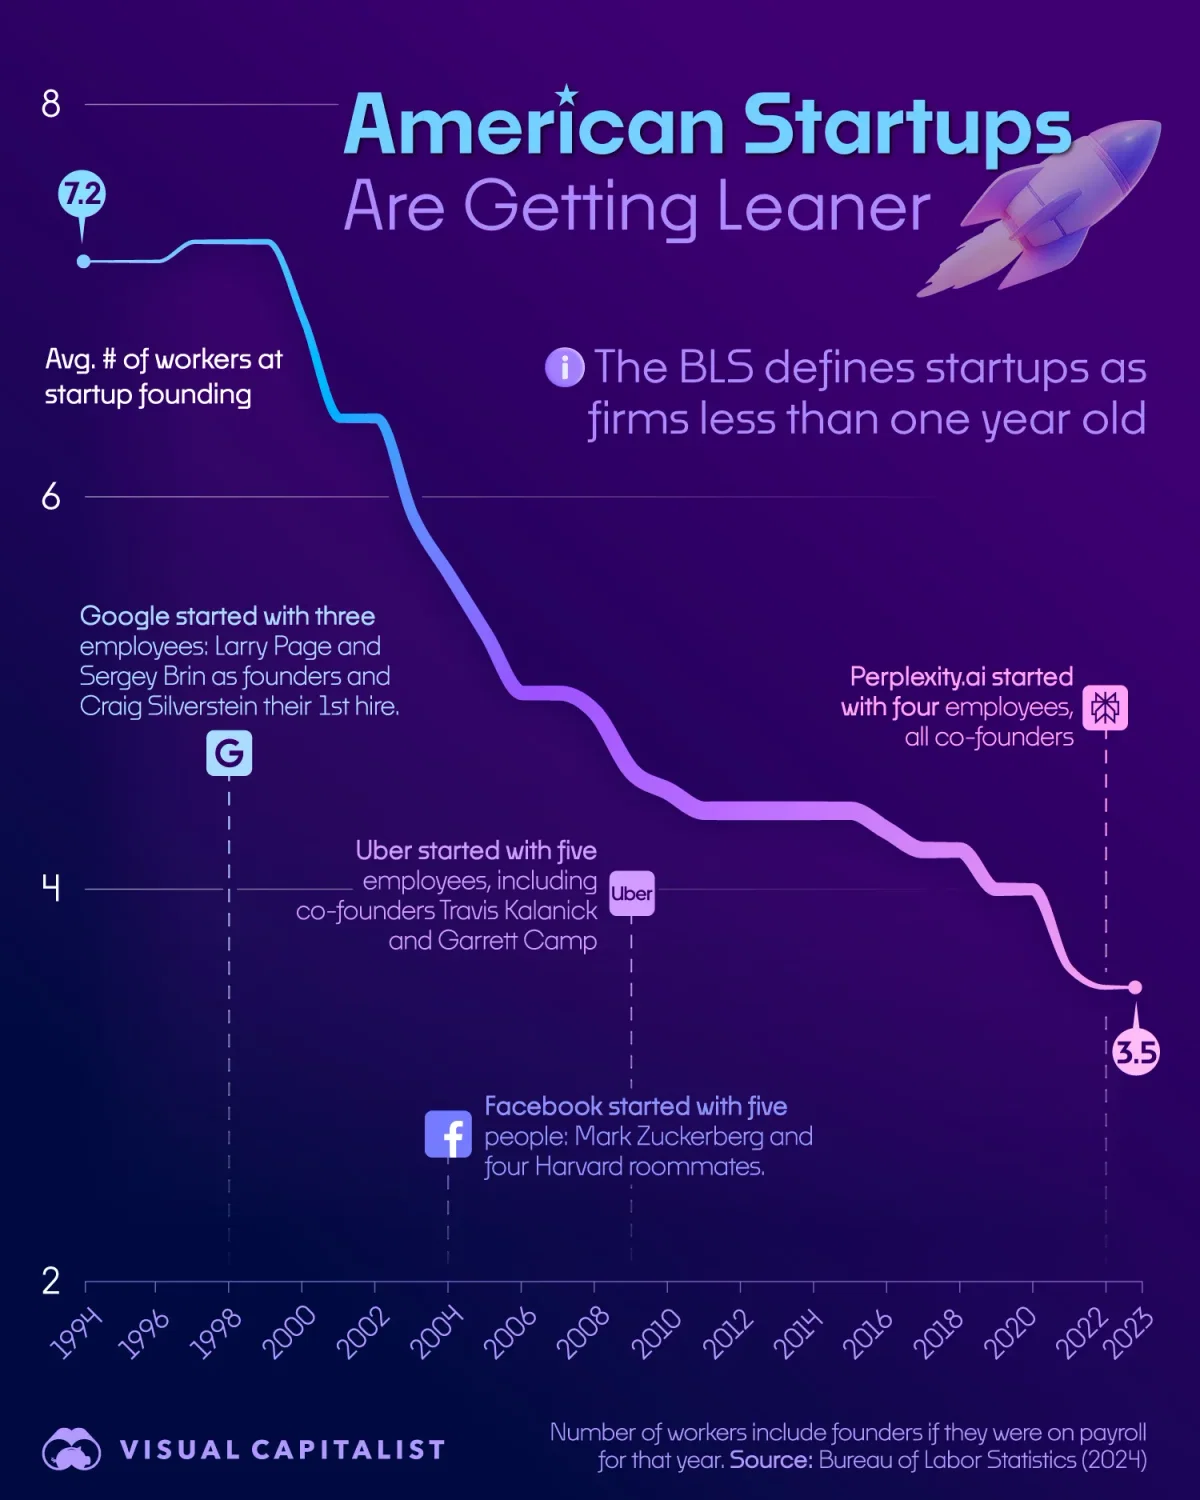 American Startups
Are Getting Leaner
8
7.2
Avg. # of workers at
startup founding
i
The BLS defines startups as
firms less than one year old
6
Google started with three
employees: Larry Page and
Sergey Brin as founders and
Craig Silverstein their 1st hire.
G
Perplexity.ai started
with four employees,
all co-founders
4
Uber started with five
employees, including
co-founders Travis Kalanick
and Garrett Camp
Uber
3.5
f
Facebook started with five
people: Mark Zuckerberg and
four Harvard roommates.
2
1994 1996 1998 2000 2002 2004 2006 2008 2010 2012 2014 2016 2018 2020 2022 2023
VISUAL CAPITALIST
Number of workers include founders if they were on payroll
for that year. Source: Bureau of Labor Statistics (2024)